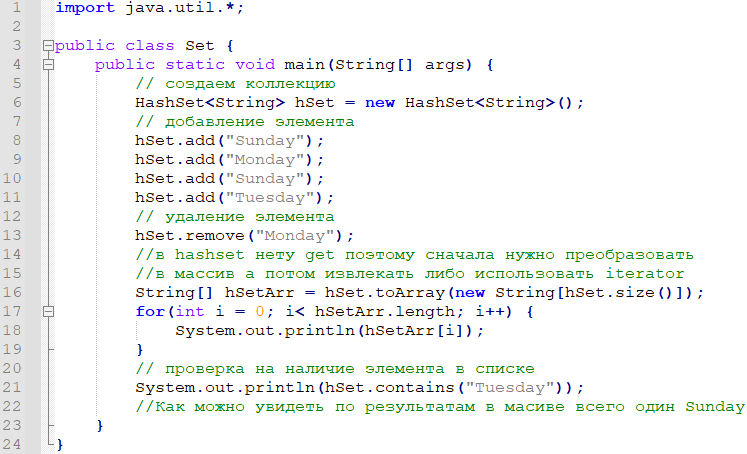 1 import java.util.*;
2
3 public class Set {
4 public static void main(String[] args) {
5 // создаем коллекцию
6 HashSet<String> hSet = new HashSet<String>();
7 // добавление элемента
8 hSet.add("Sunday");
9 hSet.add("Monday");
10 hSet.add("Sunday");
11 hSet.add("Tuesday");
12 // удаление элемента
13 hSet.remove("Monday");
14 //в hashset нету get поэтому сначала нужно преобразовать
15 //в массив а потом извлекать либо использовать iterator
16 String[] hSetArr = hSet.toArray(new String[hSet.size()]);
17 for(int i = 0; i< hSetArr.length; i++) {
18 System.out.println(hSetArr[i]);
19 }
20 // проверка на наличие элемента в списке
21 System.out.println(hSet.contains("Tuesday"));
22 //Как можно увидеть по результатам в масиве всего один Sunday
23 }
24 }